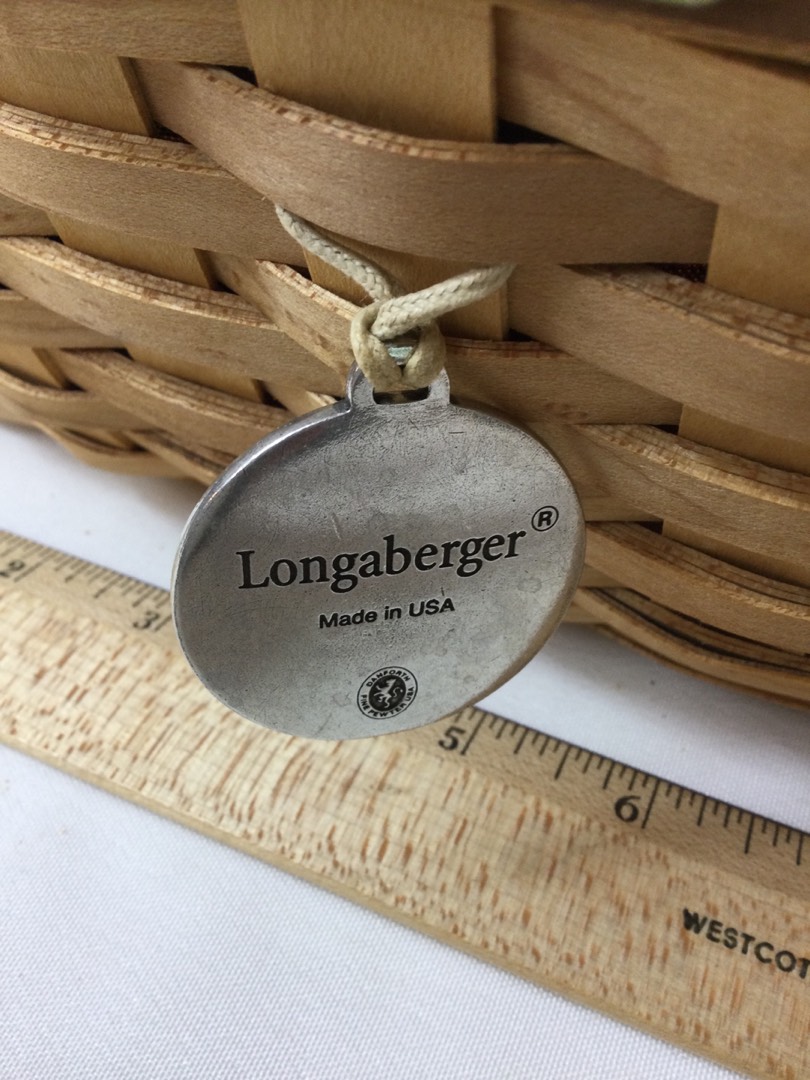 Longaberger®
Made in USA
DANFORTH
FINE PEWTER USA
2
3
5
6
WESTCOT